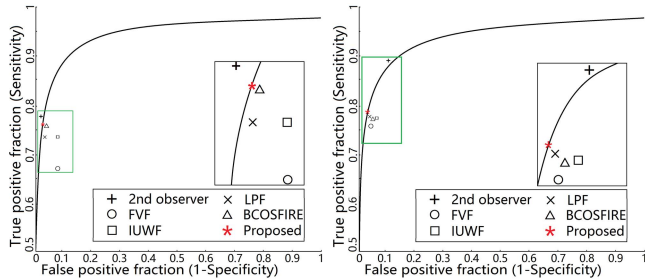 1
0.9
0.8
0.7
0.6
0.5
True positive fraction (Sensitivity)
0 0.1 0.2 0.3 0.4 0.5 0.6 0.7 0.8 0.9 1
False positive fraction (1-Specificity)
2nd observer
FVF
IUWF
LPF
BCOSFIRE
Proposed
1
0.9
0.8
0.7
0.6
0.5
True positive fraction (Sensitivity)
0 0.1 0.2 0.3 0.4 0.5 0.6 0.7 0.8 0.9 1
False positive fraction (1-Specificity)
2nd observer
FVF
IUWF
LPF
BCOSFIRE
Proposed